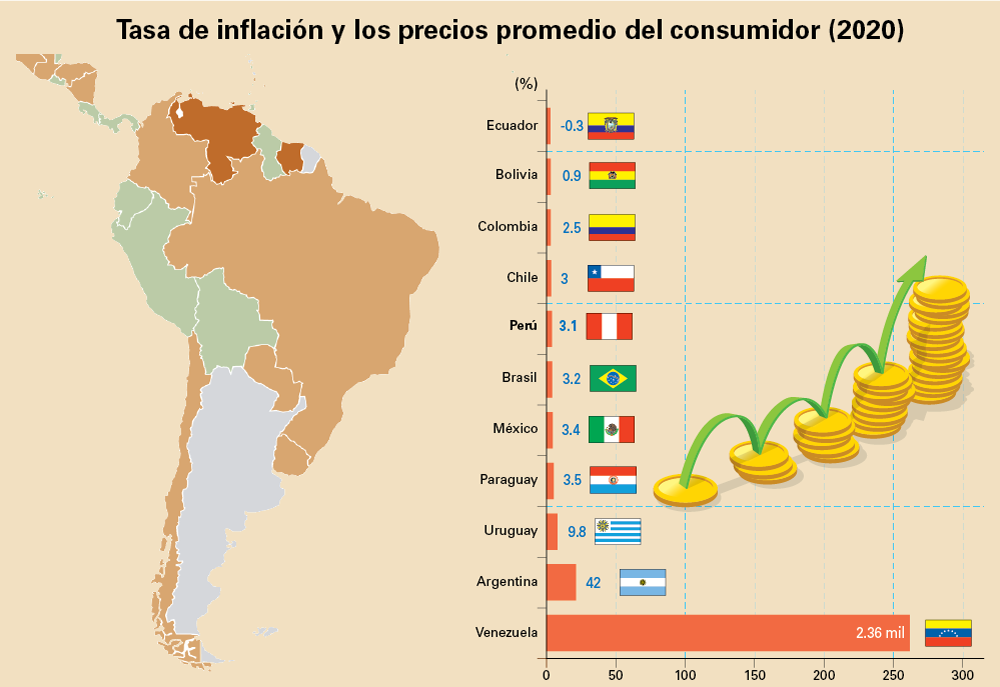 Tasa de inflación y los precios promedio del consumidor (2020)
(%)
Ecuador -0.3
Bolivia 0.9
Colombia 2.5
Chile 3
Perú 3.1
Brasil 3.2
México 3.4
Paraguay 3.5
Uruguay 9.8
Argentina 42
Venezuela 2.36 mil
0 50 100 150 200 250 300